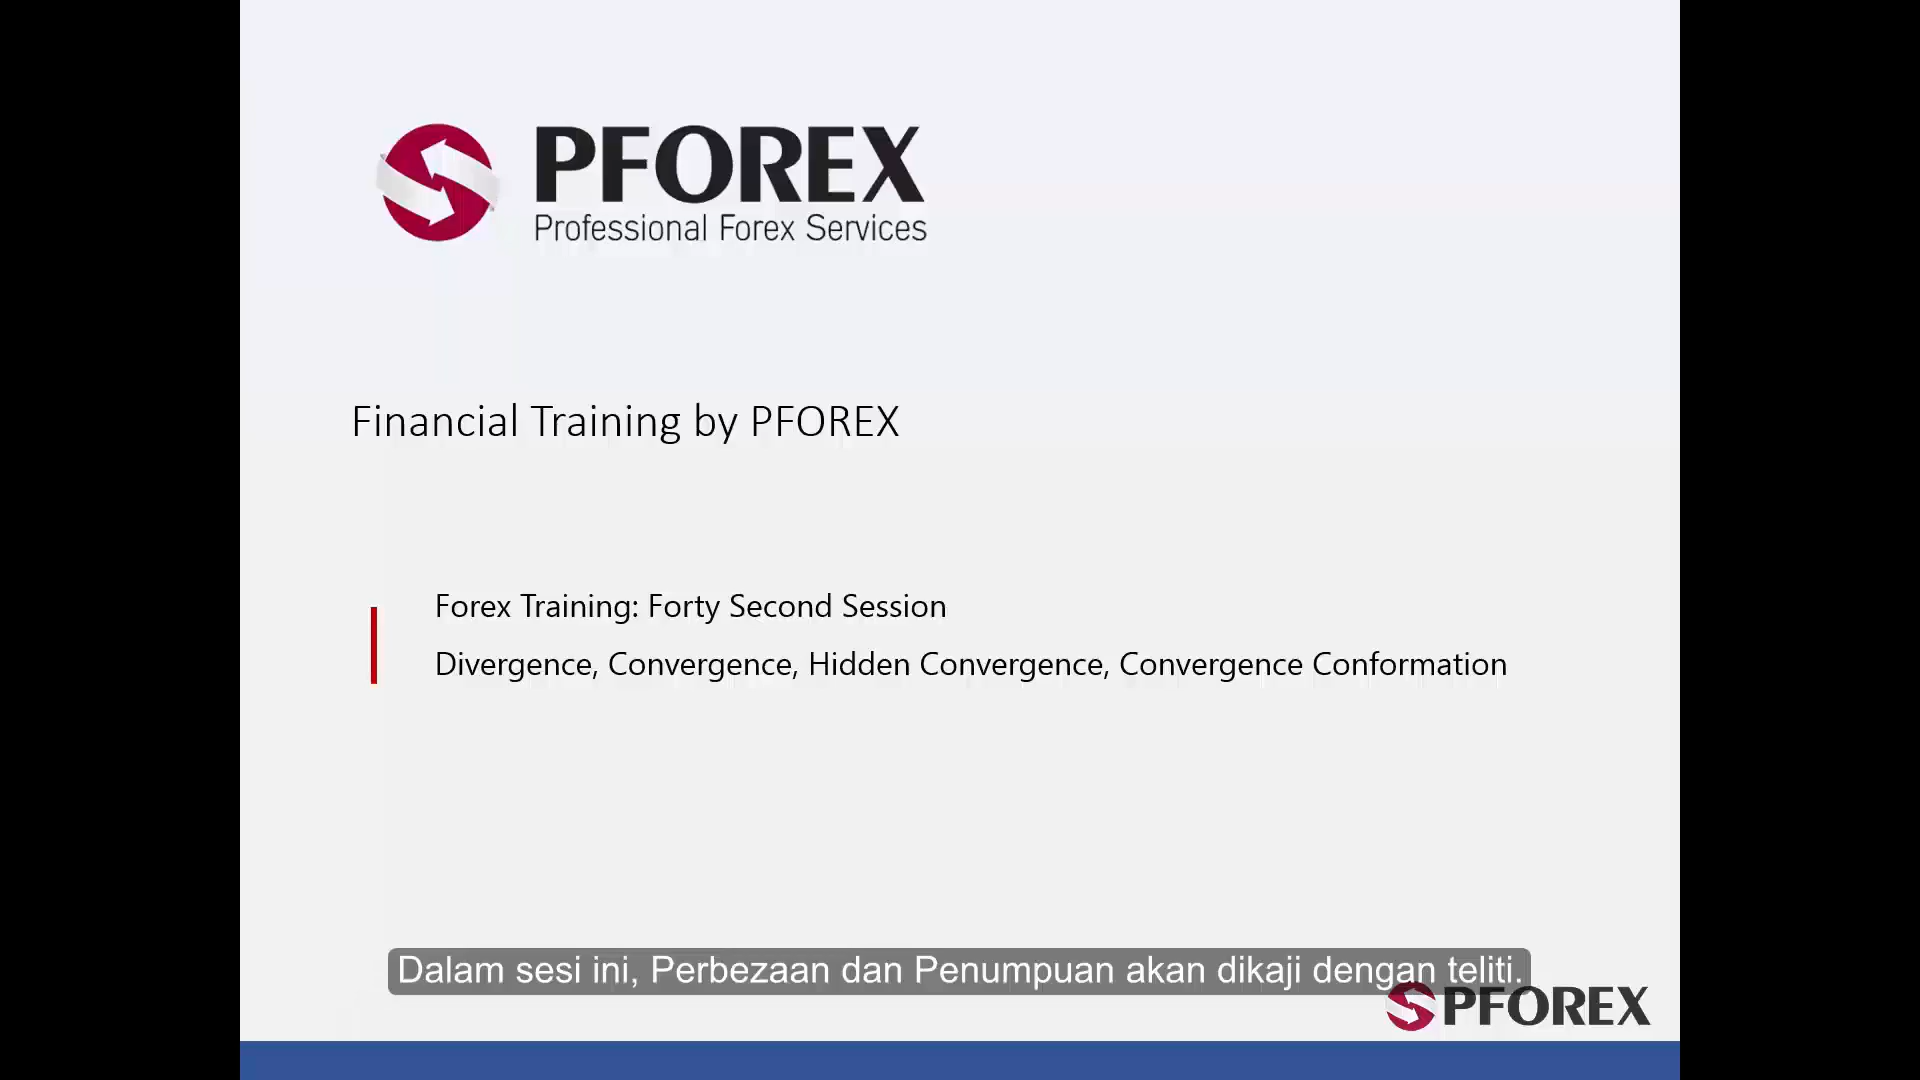 PFOREX
Professional Forex Services
Financial Training by PFOREX
Forex Training: Forty Second Session
Divergence, Convergence, Hidden Convergence, Convergence Conformation
Dalam sesi ini, Perbezaan dan Penumpuan akan dikaji dengan teliti.
PFOREX